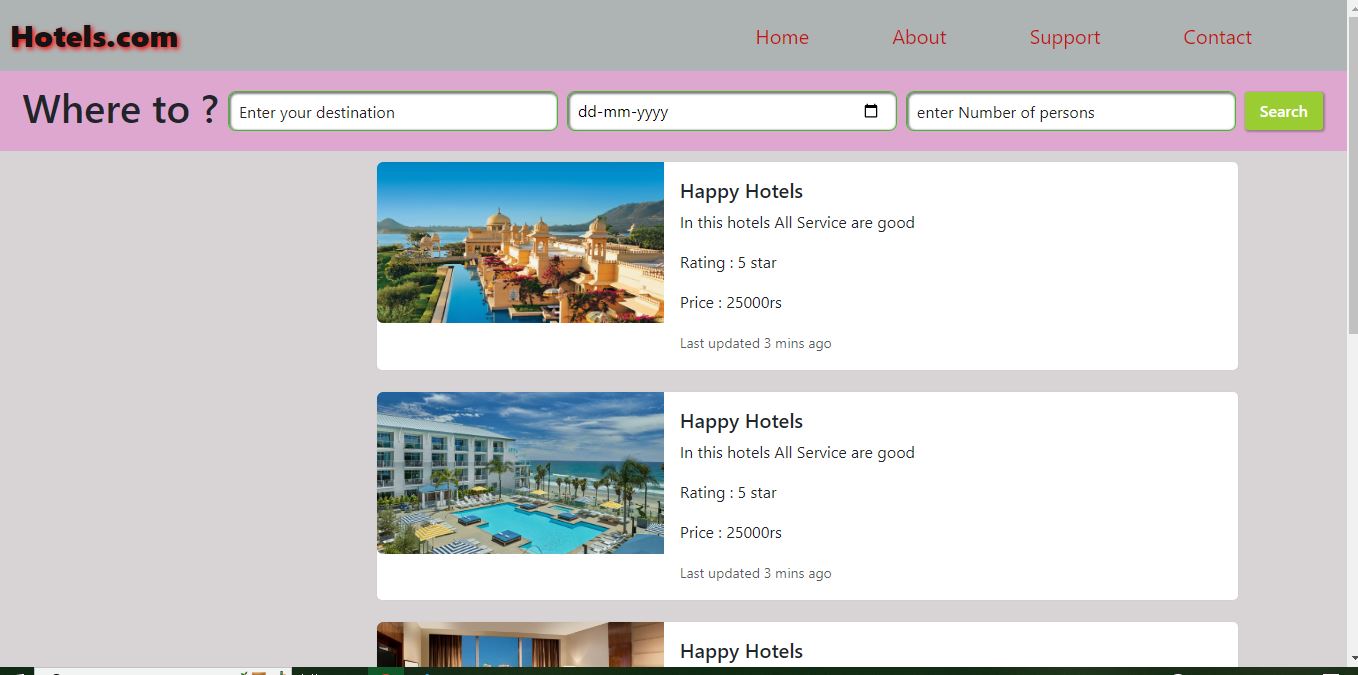 Hotels.com
Home About Support Contact
Where to ? Enter your destination dd-mm-yyyy enter Number of persons Search
Happy Hotels
In this hotels All Service are good
Rating : 5 star
Price : 25000rs
Last updated 3 mins ago
Happy Hotels
In this hotels All Service are good
Rating : 5 star
Price : 25000rs
Last updated 3 mins ago
Happy Hotels